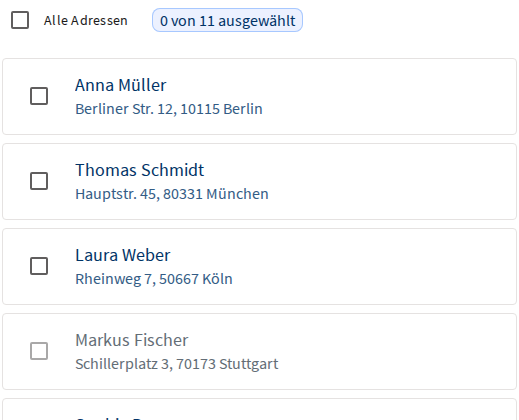 Alle Adressen
0 von 11 ausgewählt
Anna Müller
Berliner Str. 12, 10115 Berlin
Thomas Schmidt
Hauptstr. 45, 80331 München
Laura Weber
Rheinweg 7, 50667 Köln
Markus Fischer
Schillerplatz 3, 70173 Stuttgart